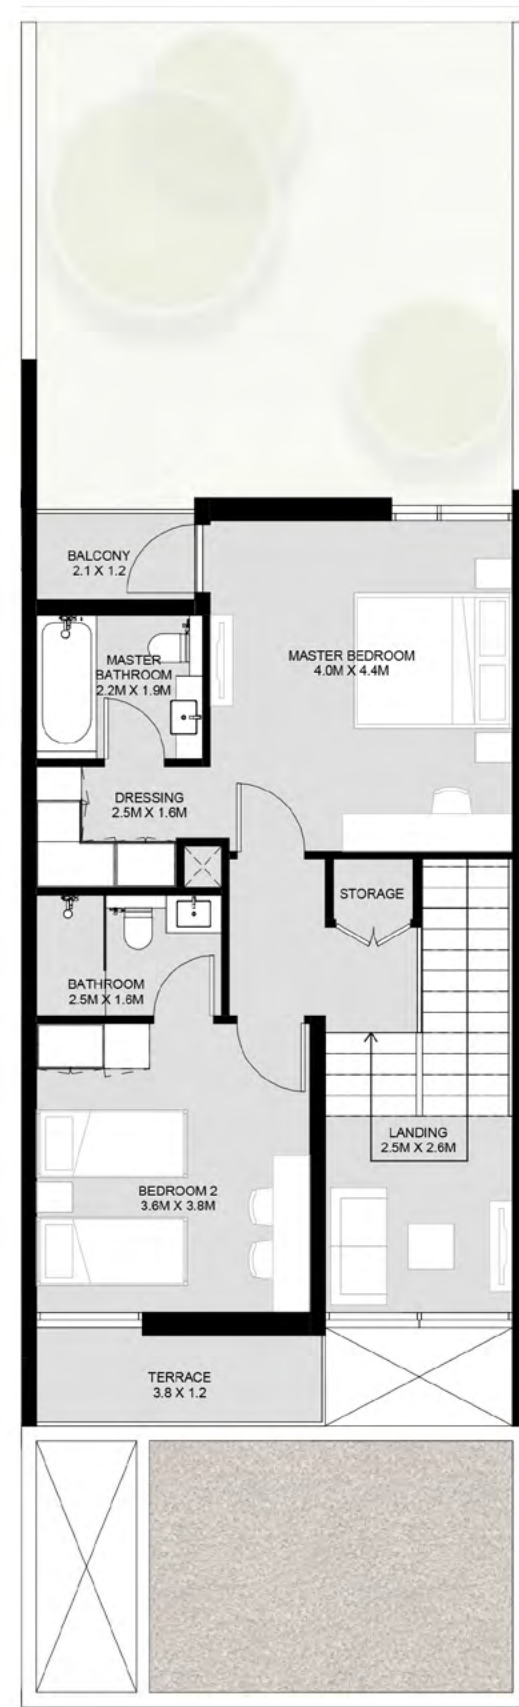 BALCONY
2.1 X 1.2
MASTER
BATHROOM
2.2M X 1.9M
MASTER BEDROOM
4.0M X 4.4M
DRESSING
2.5M X 1.6M
STORAGE
BATHROOM
2.5M X 1.6M
LANDING
2.5M X 2.6M
BEDROOM 2
3.6M X 3.8M
TERRACE
3.8 X 1.2